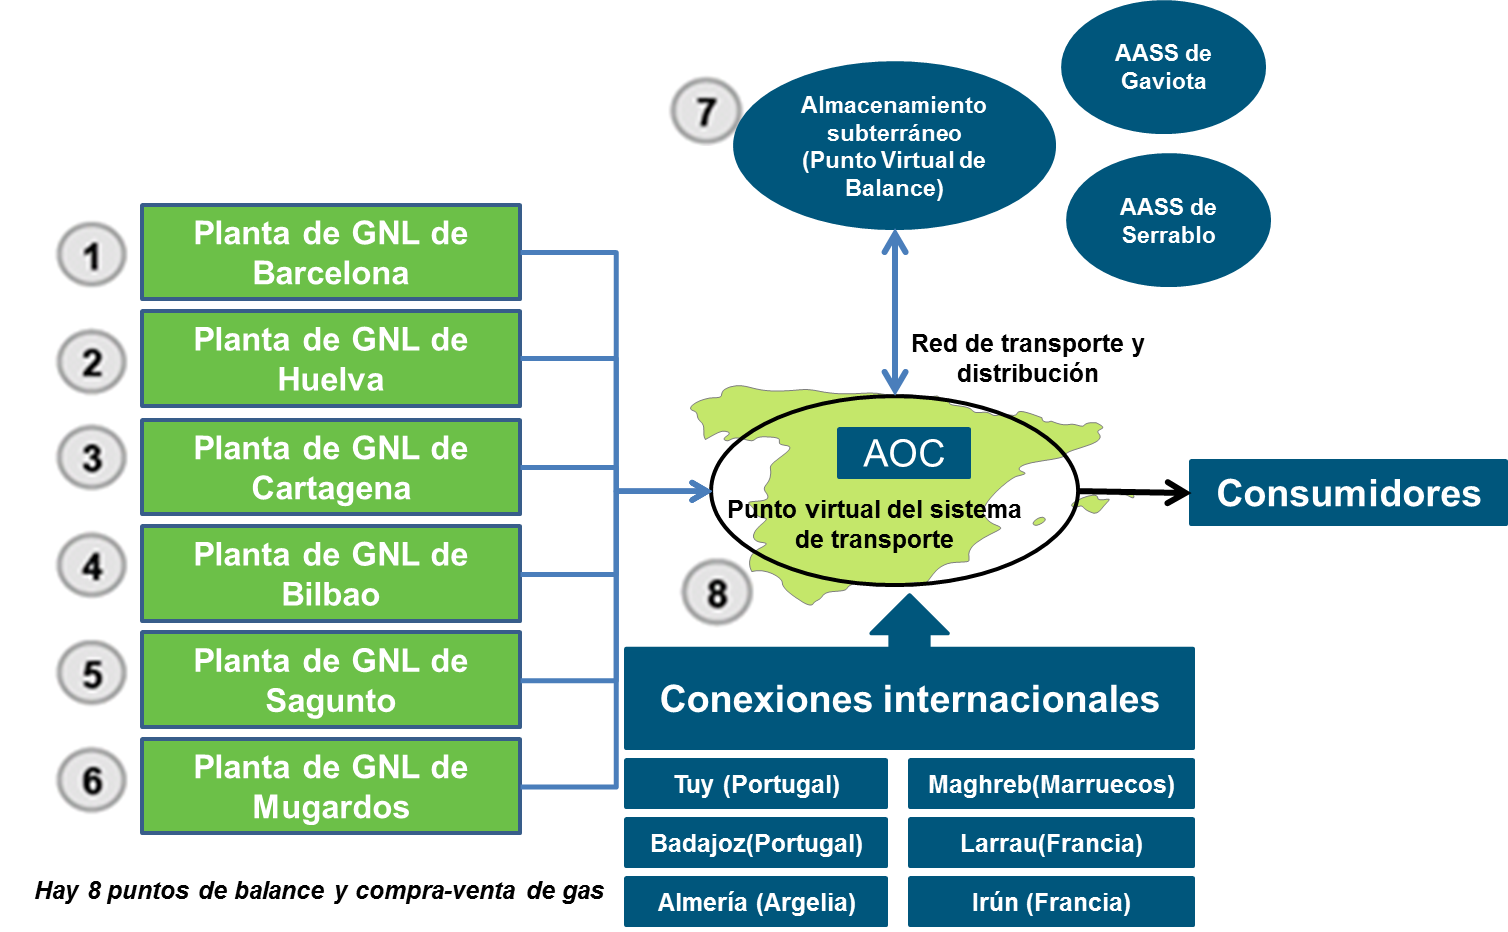 1
Planta de GNL de
Barcelona
2
Planta de GNL de
Huelva
3
Planta de GNL de
Cartagena
4
Planta de GNL de
Bilbao
5
Planta de GNL de
Sagunto
6
Planta de GNL de
Mugardos
Hay 8 puntos de balance y compra-venta de gas
7
Almacenamiento
subterráneo
(Punto Virtual de
Balance)
AASS de
Gaviota
AASS de
Serrablo
Red de transporte y
distribución
AOC
Punto virtual del sistema
de transporte
8
Consumidores
Conexiones internacionales
Tuy (Portugal)
Maghreb(Marruecos)
Badajoz(Portugal)
Larrau(Francia)
Almería (Argelia)
Irún (Francia)